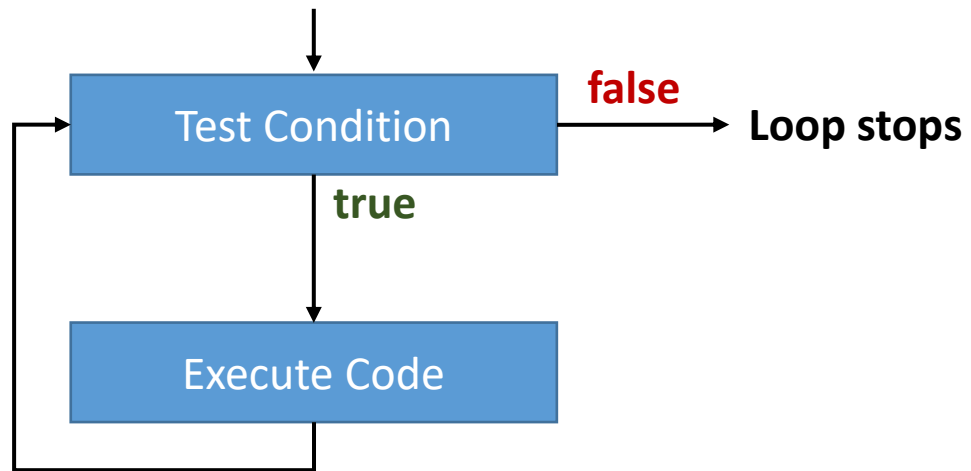 false
Test Condition
Loop stops
true
Execute Code